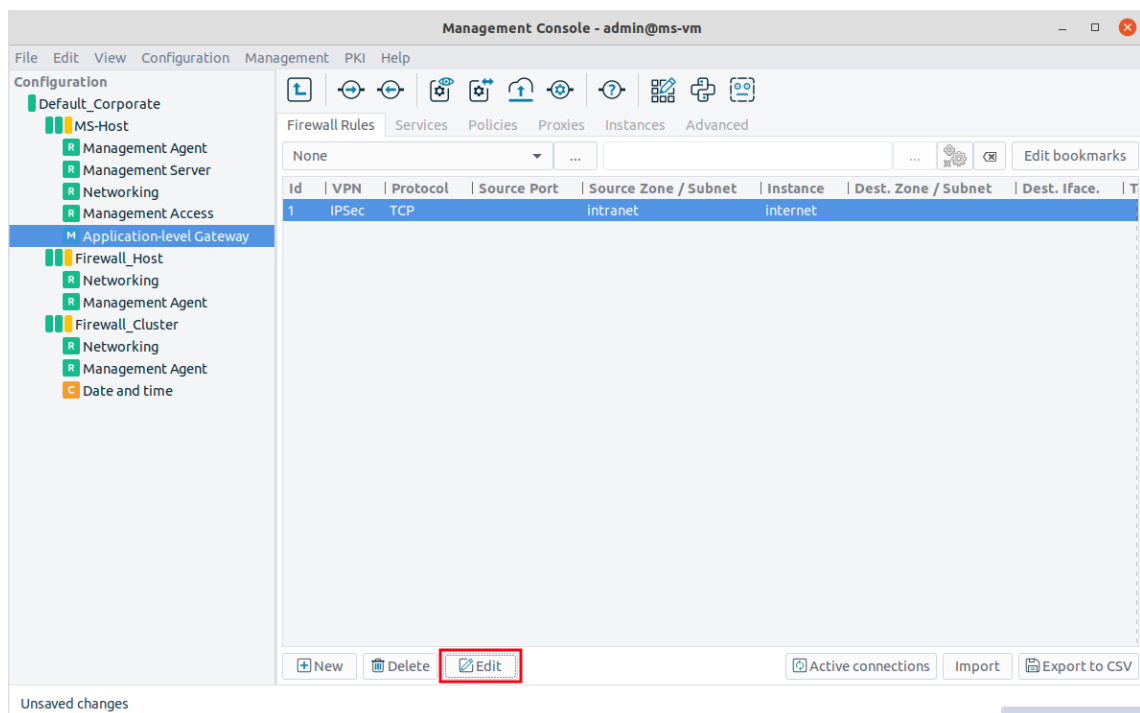 Management Console - admin@ms-vm
File Edit View Configuration Management PKI Help
Configuration
Default_Corporate
MS-Host
R Management Agent
R Management Server
R Networking
R Management Access
M Application-level Gateway
Firewall_Host
R Networking
R Management Agent
Firewall_Cluster
R Networking
R Management Agent
C Date and time
Firewall Rules Services Policies Proxies Instances Advanced
None ... ... Edit bookmarks
Id VPN Protocol Source Port Source Zone / Subnet Instance Dest. Zone / Subnet Dest. Iface. T
1 IPSec TCP intranet internet
New Delete Edit Active connections Import Export to CSV
Unsaved changes